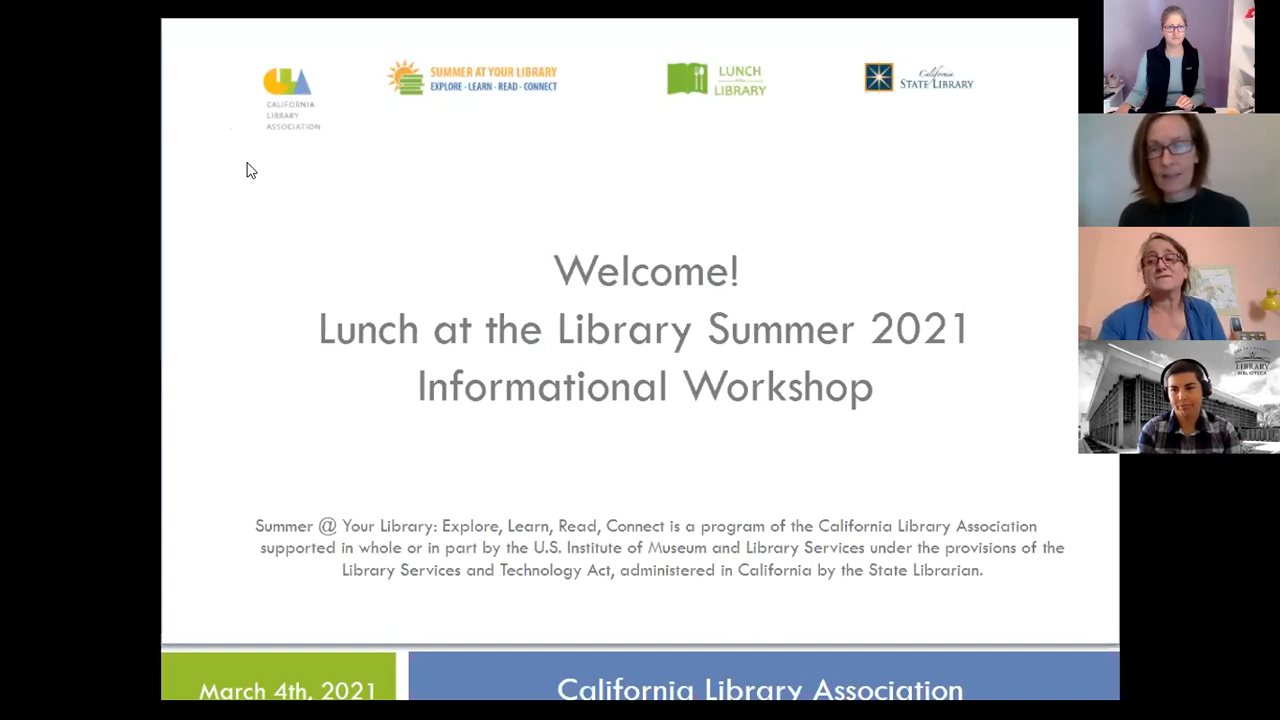 CALIFORNIA
LIBRARY
ASSOCIATION
SUMMER AT YOUR LIBRARY
EXPLORE · LEARN · READ · CONNECT
LUNCH
LIBRARY
California
STATE LIBRARY
Welcome!
Lunch at the Library Summer 2021
Informational Workshop
Summer @ Your Library: Explore, Learn, Read, Connect is a program of the California Library Association
supported in whole or in part by the U.S. Institute of Museum and Library Services under the provisions of the
Library Services and Technology Act, administered in California by the State Librarian.
March 4th, 2021
California Library Association
LIBRARY
BIBLIOTECA